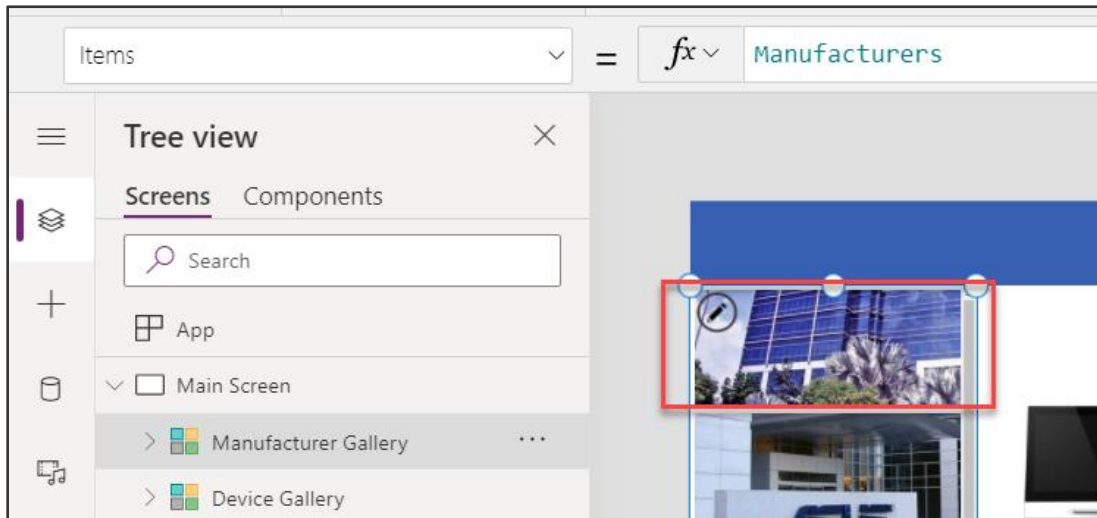 Items = fx Manufacturers
Tree view
Screens Components
Search
App
Main Screen
Manufacturer Gallery ...
Device Gallery